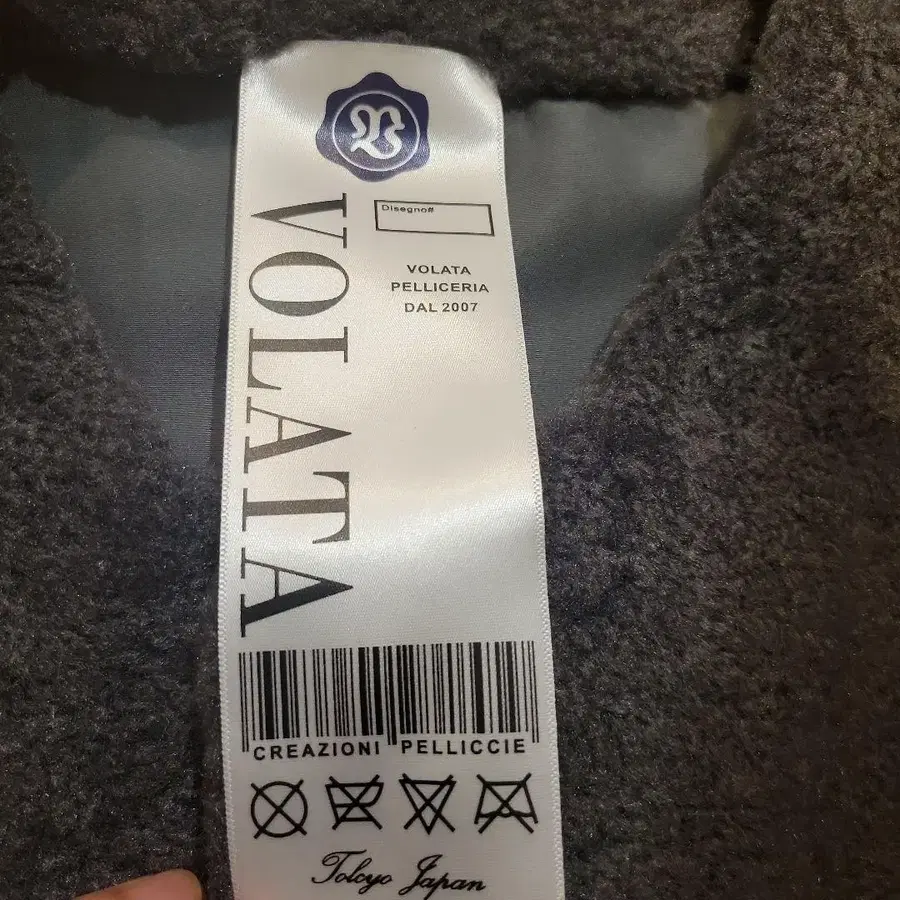 Disegno#
VOLATA
PELLICERIA
DAL 2007
VOLATA
CREAZIONI PELLICCIE
Tokyo Japan